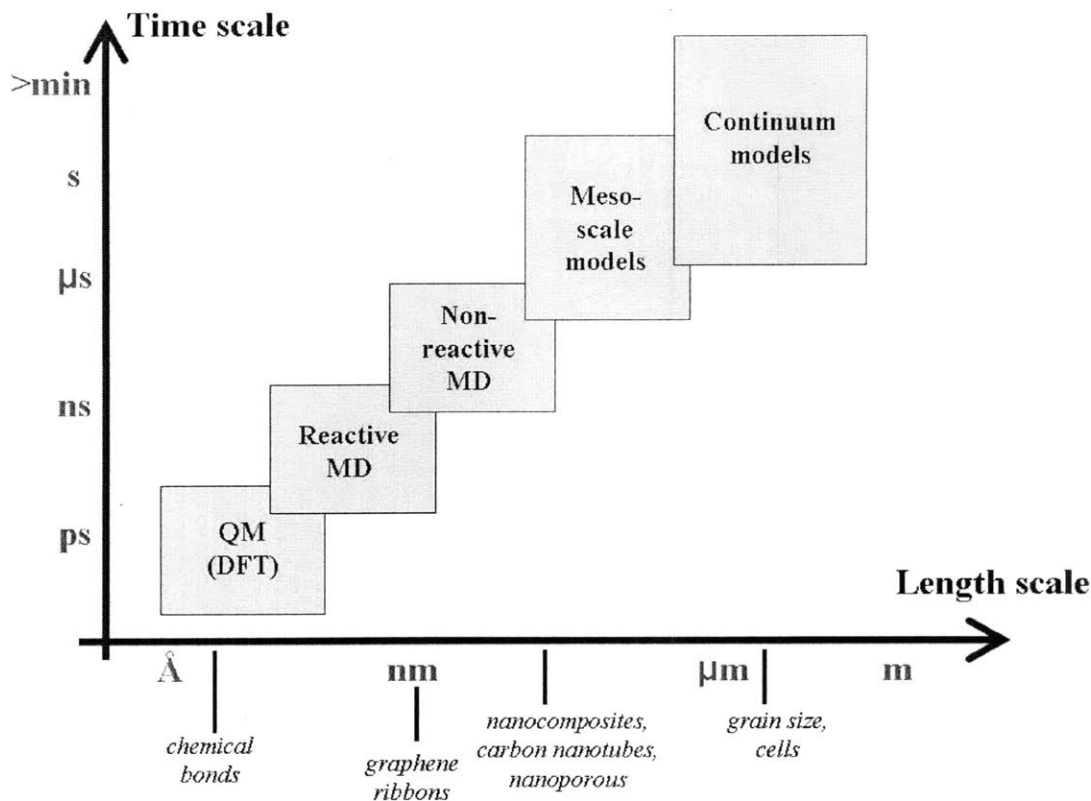 Time scale
>min
s
µs
ns
ps
Continuum
models
Meso-
scale
models
Non-
reactive
MD
Reactive
MD
QM
(DFT)
Length scale
Å
nm
µm
m
chemical
bonds
graphene
ribbons
nanocomposites,
carbon nanotubes,
nanoporous
grain size,
cells